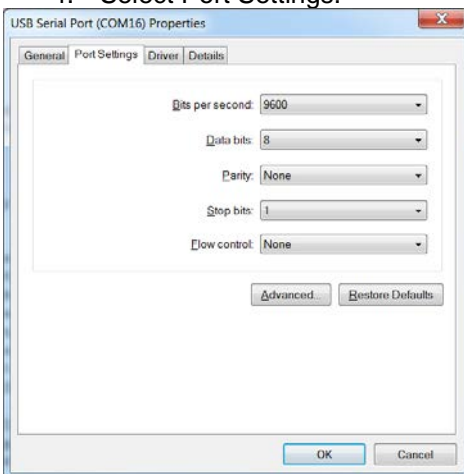 Select Port Settings.
USB Serial Port (COM16) Properties
General Port Settings Driver Details
Bits per second: 9600
Data bits: 8
Parity: None
Stop bits: 1
Flow control: None
Advanced... Restore Defaults
OK Cancel